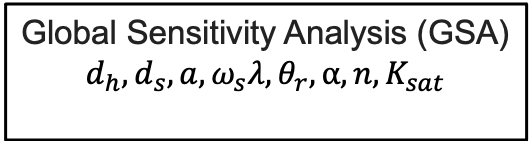 Global Sensitivity Analysis (GSA)
d_h, d_s, a, ω_sλ, θ_r, α, n, K_sat